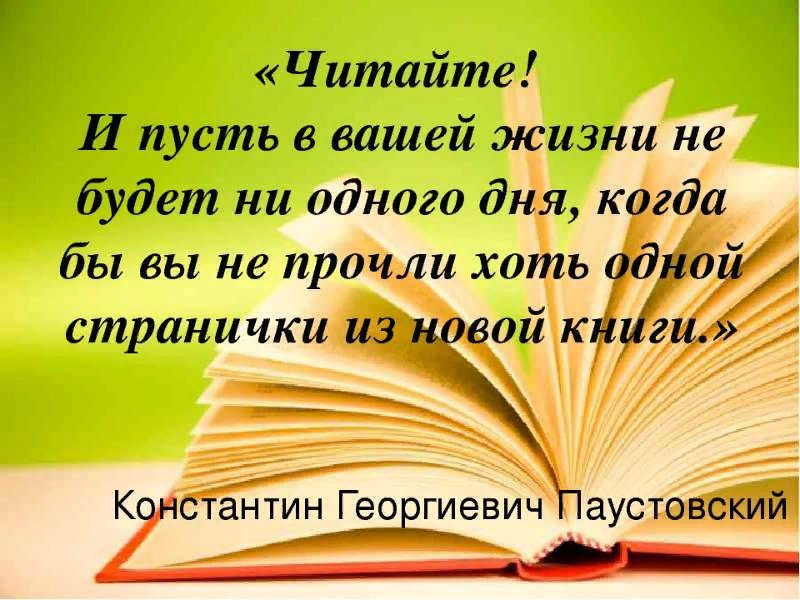 «Читайте!
И пусть в вашей жизни не
будет ни одного дня, когда
бы вы не прочли хоть одной
странички из новой книги.»
Константин Георгиевич Паустовский